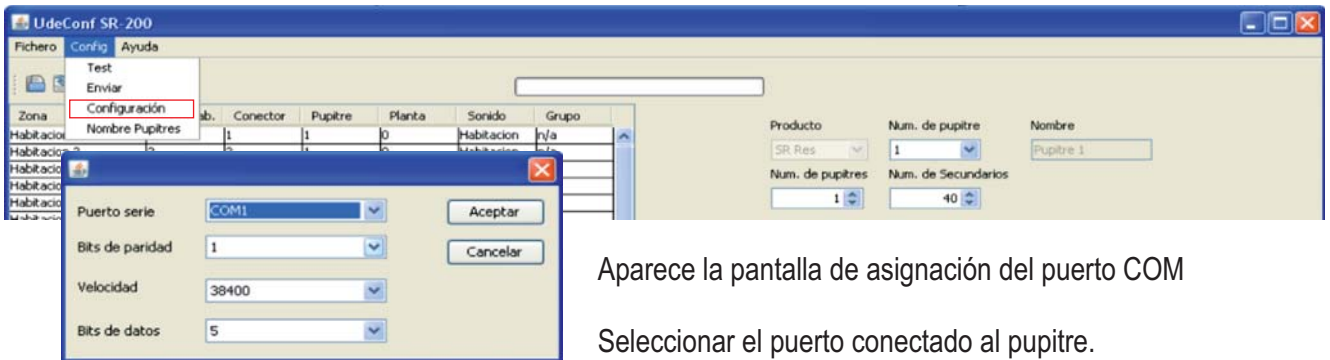 UdeConf SR-200
Fichero Config Ayuda
Test
Enviar
Configuración
Nombre Pupitres
Zona ab. Conector Pupitre Planta Sonido Grupo
Habitacion 1 1 0 Habitacion n/a
Producto Num. de pupitre Nombre
SR Res 1 Pupitre 1
Num. de pupitres Num. de Secundarios
1 40
Puerto serie COM1 Aceptar
Bits de paridad 1 Cancelar
Velocidad 38400
Bits de datos 5
Aparece la pantalla de asignación del puerto COM
Seleccionar el puerto conectado al pupitre.